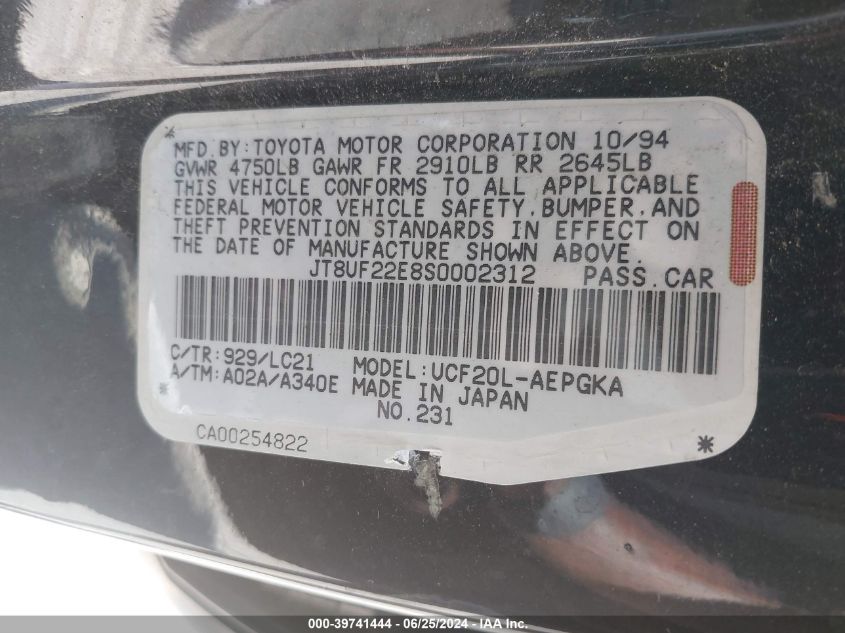 MFD.BY:TOYOTA MOTOR CORPORATION 10/94
GVWR 4750LB GAWR FR 2910LB RR 2645LB
THIS VEHICLE CONFORMS TO ALL APPLICABLE
FEDERAL MOTOR VEHICLE SAFETY,BUMPER,AND
THEFT PREVENTION STANDARDS IN EFFECT ON
THE DATE OF MANUFACTURE SHOWN ABOVE.
JT8UF22E8S0002312 PASS.CAR
C/TR:929/LC21 MODEL:UCF20L-AEPGKA
A/TM:A02A/A340E MADE IN JAPAN
NO.231
CA00254822
000-39741444 - 06/25/2024 - IAA Inc.